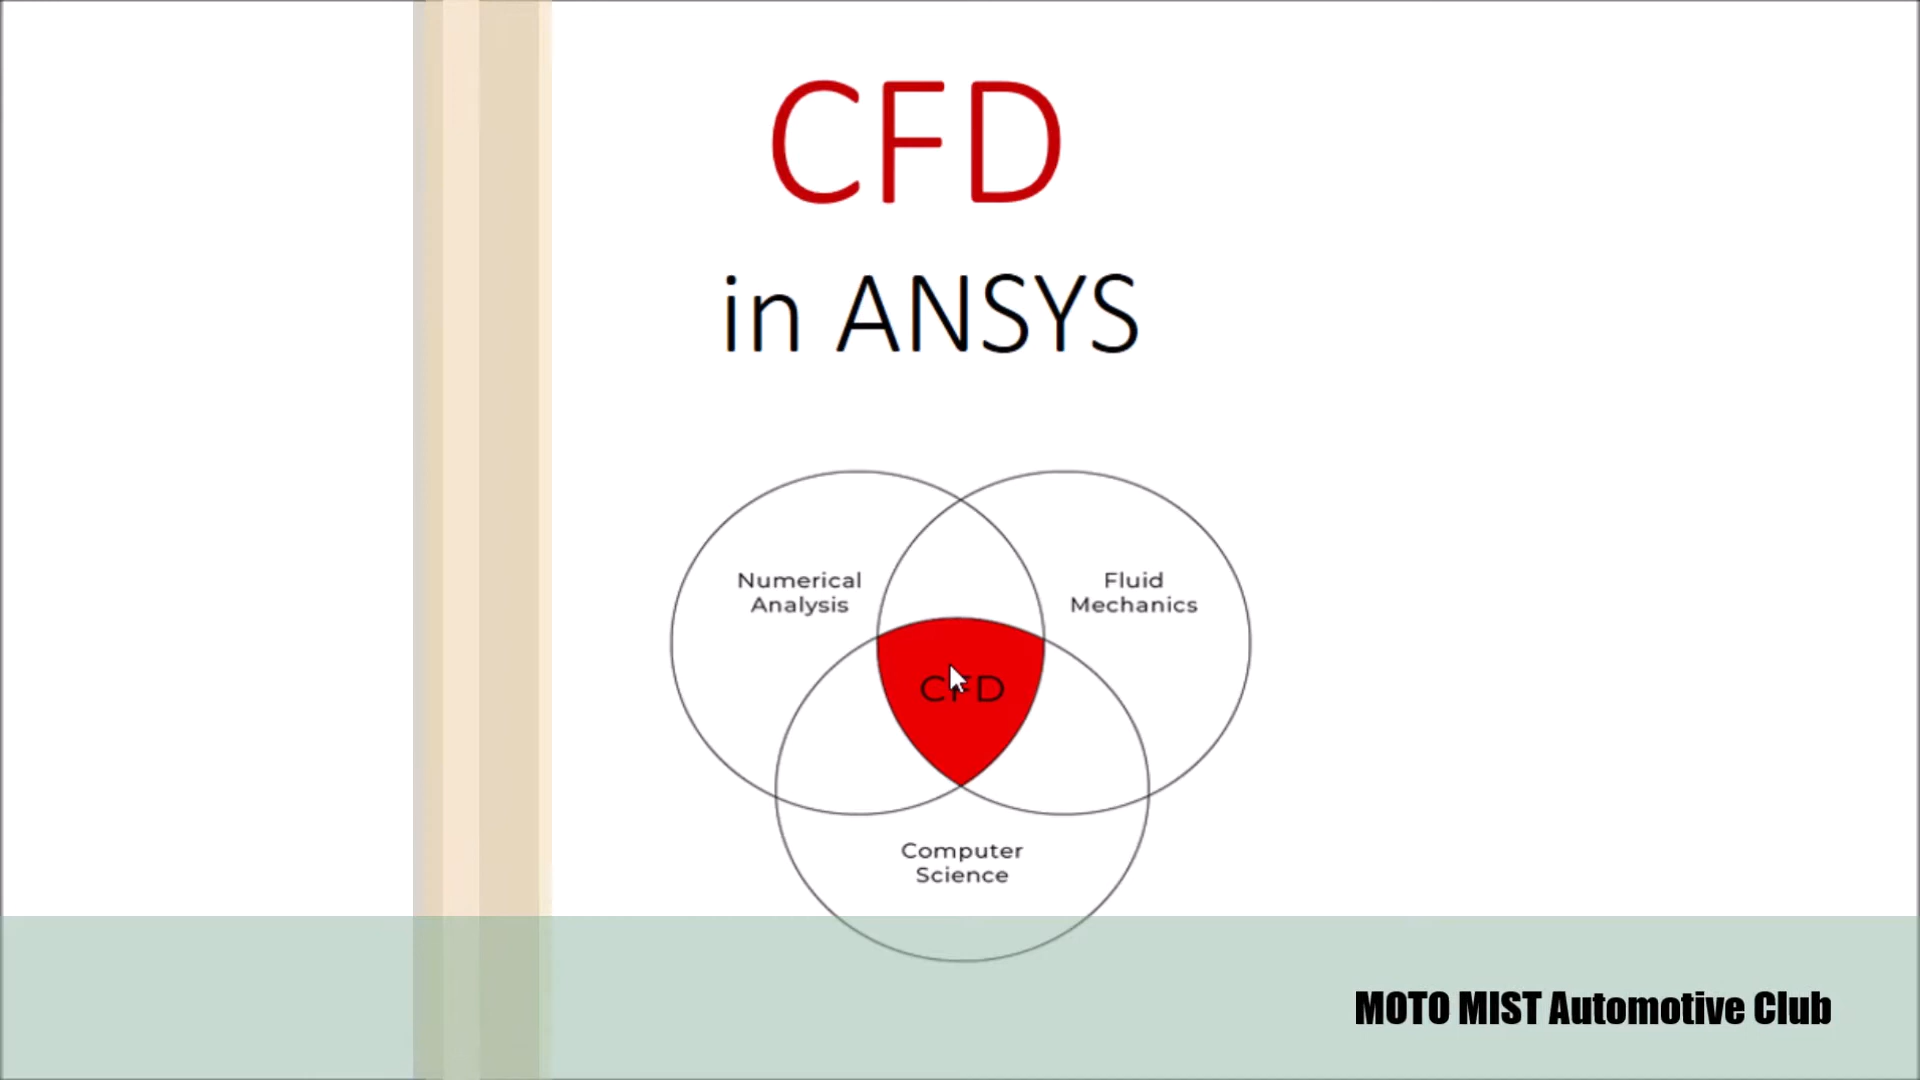 CFD
in ANSYS
Numerical
Analysis
Fluid
Mechanics
CFD
Computer
Science
MOTO MIST Automotive Club